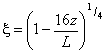 ξ = (1 − 16z/L)^1/4